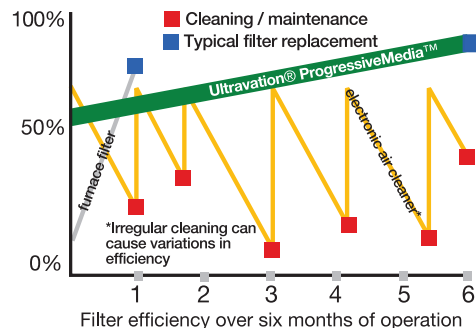 100%
Cleaning / maintenance
Typical filter replacement
Ultravation® ProgressiveMedia™
50%
furnace filter
electronic air cleaner*
*Irregular cleaning can
cause variations in
efficiency
0%
1 2 3 4 5 6
Filter efficiency over six months of operation